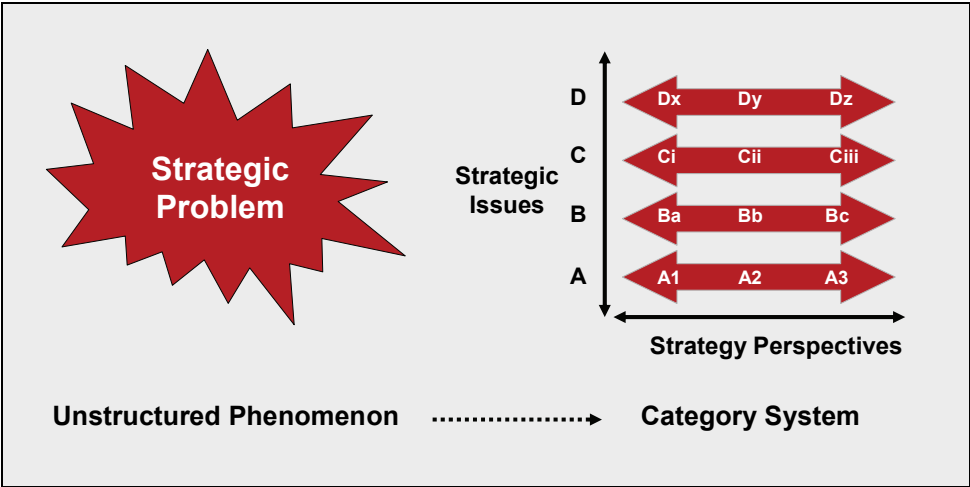 Strategic
Problem
Strategic
Issues
D
Dx Dy Dz
C
Ci Cii Ciii
B
Ba Bb Bc
A
A1 A2 A3
Strategy Perspectives
Unstructured Phenomenon
Category System